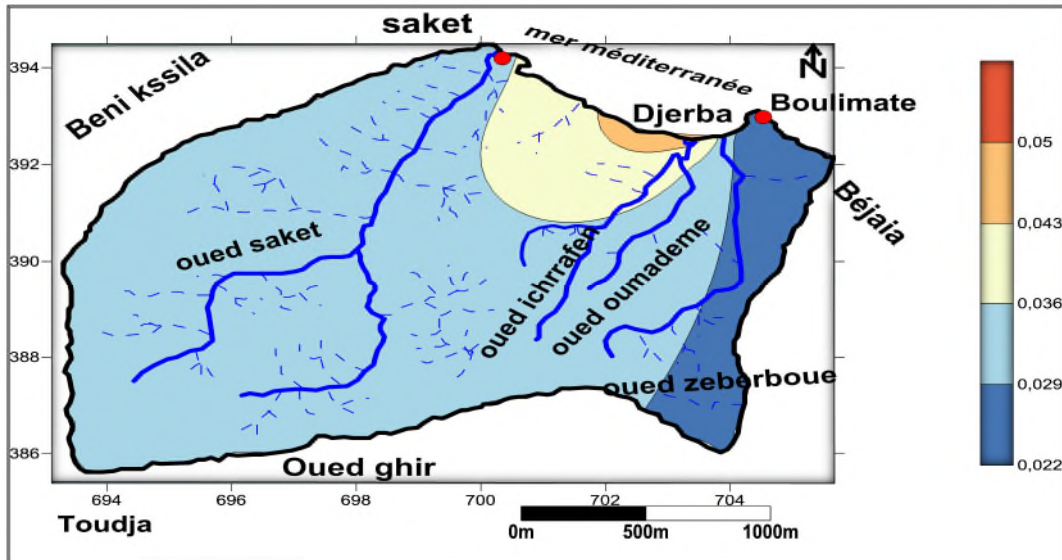 saket
mer méditerranée
N
Beni kssila
Djerba
Boulimate
Béjaia
394
392
390
388
386
oued saket
oued ichrrafen
oued oumademe
oued zeberboue
Oued ghir
Toudja
694
696
698
700
702
704
0m
500m
1000m
0.05
0.043
0.036
0.029
0.022